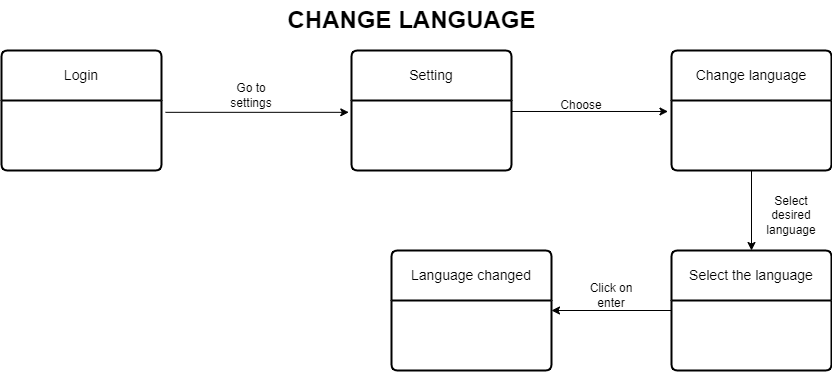 CHANGE LANGUAGE
Login
Go to
settings
Setting
Choose
Change language
Select
desired
language
Select the language
Click on
enter
Language changed